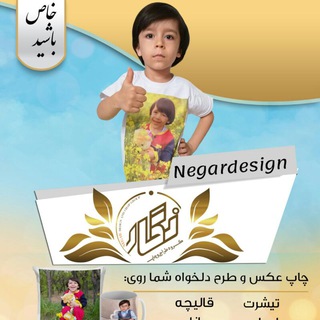 خاص
باشید
Negardesign
نگار
چاپ عکس و طرح دلخواه شما روی:
تیشرت
قالیچه